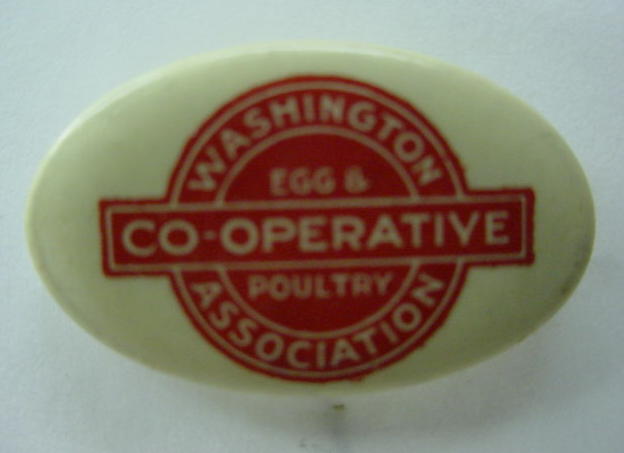 WASHINGTON
EGG &
CO-OPERATIVE
POULTRY
ASSOCIATION